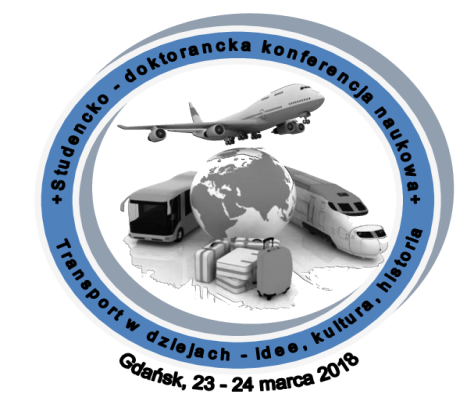 +Studencko - doktorancka konferencja naukowa+
Transport w dziejach - idee, kultura, historia
Gdańsk, 23 - 24 marca 2018